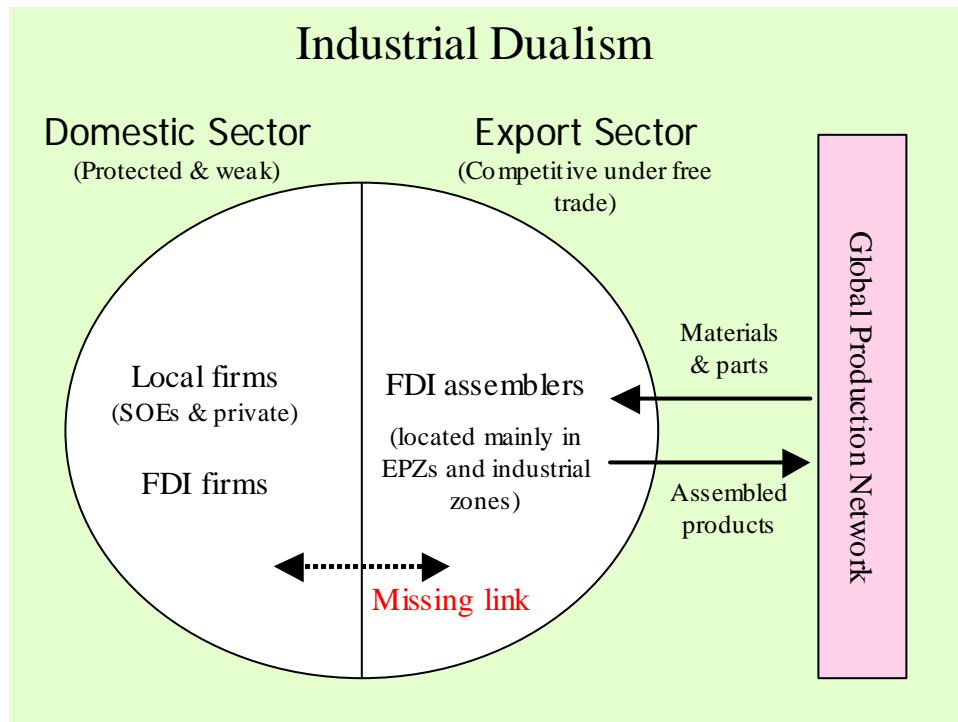 Industrial Dualism
Domestic Sector
(Protected & weak)
Export Sector
(Competitive under free
trade)
Local firms
(SOEs & private)
FDI firms
FDI assemblers
(located mainly in
EPZs and industrial
zones)
Missing link
Materials
& parts
Assembled
products
Global Production Network